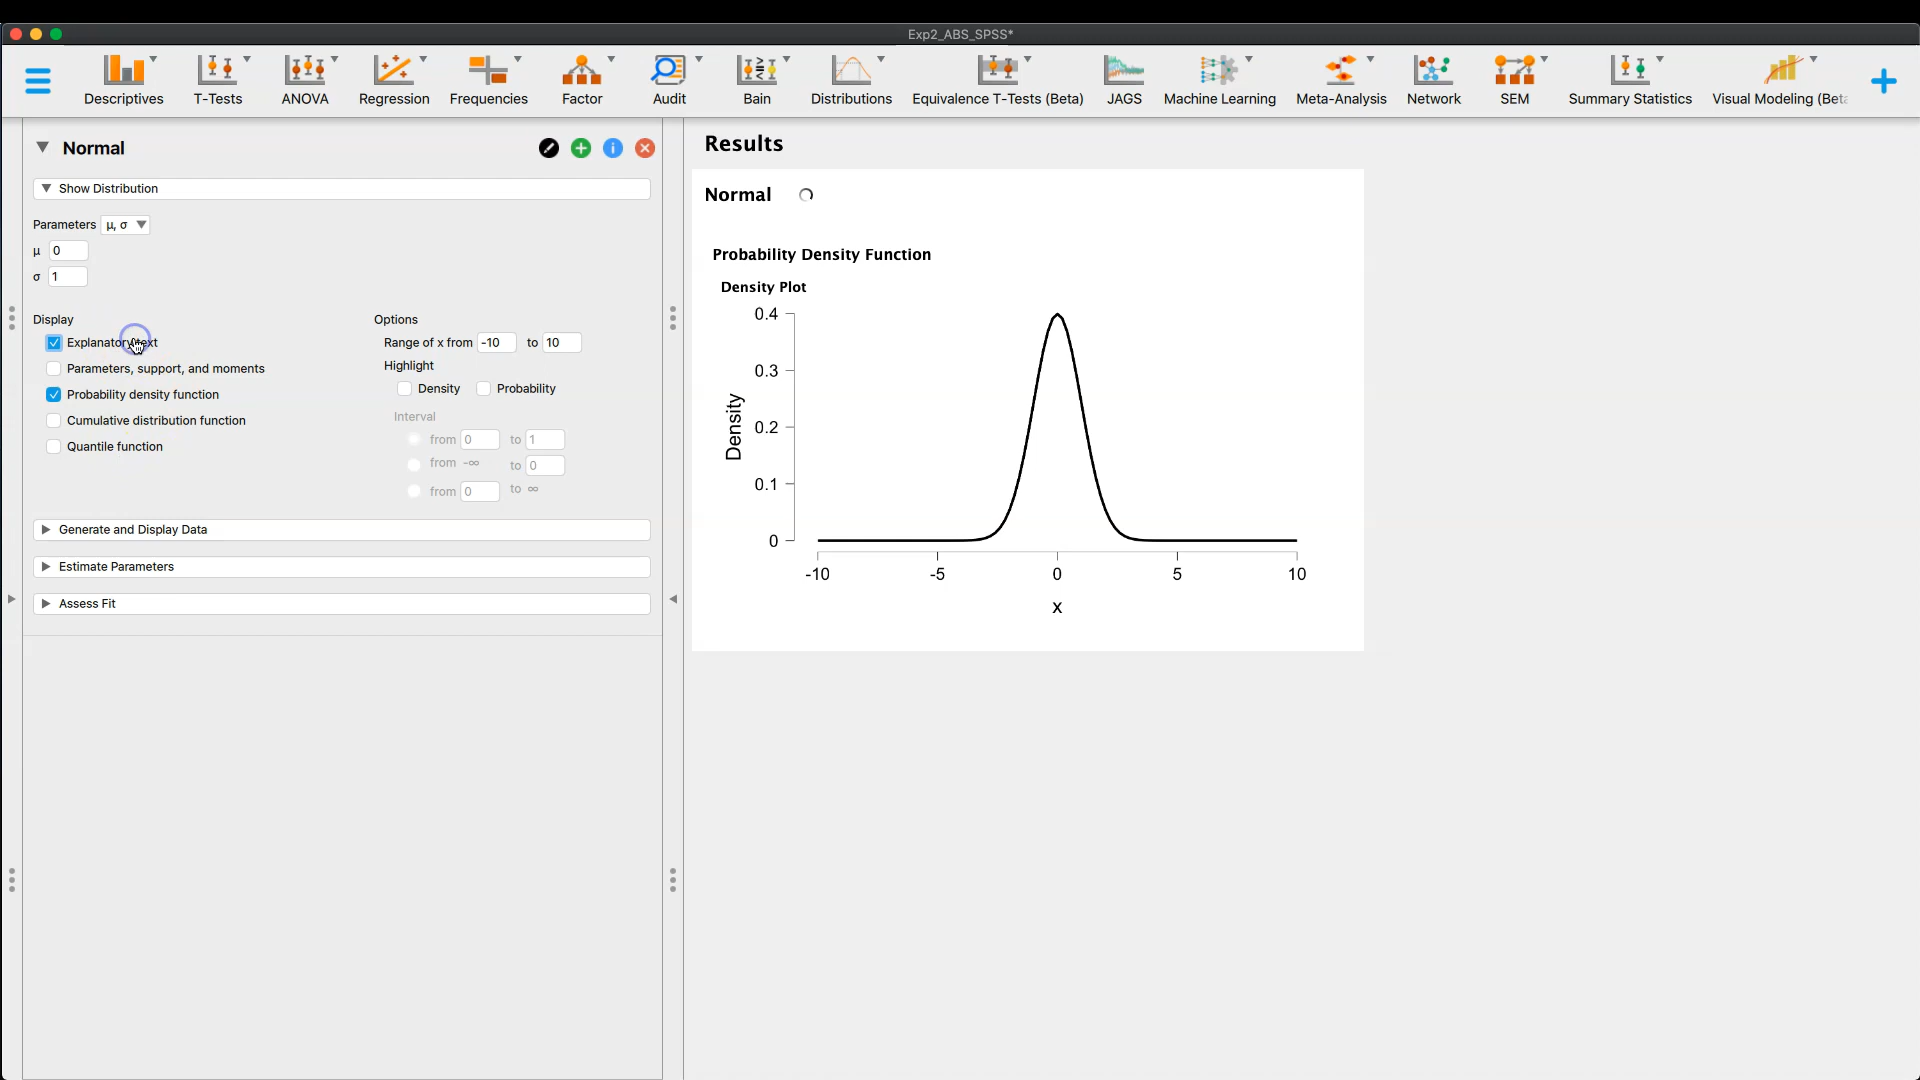 Exp2_ABS_SPSS*
Descriptives T-Tests ANOVA Regression Frequencies Factor Audit Bain Distributions Equivalence T-Tests (Beta) JAGS Machine Learning Meta-Analysis Network SEM Summary Statistics Visual Modeling (Beta
Normal
Show Distribution
Parameters μ, σ
μ 0
σ 1
Display
Explanatory text
Parameters, support, and moments
Probability density function
Cumulative distribution function
Quantile function
Options
Range of x from -10 to 10
Highlight
Density Probability
Interval
from 0 to 1
from -∞ to 0
from 0 to ∞
Generate and Display Data
Estimate Parameters
Assess Fit
Results
Normal
Probability Density Function
Density Plot
Density
0.4
0.3
0.2
0.1
0
-10 -5 0 5 10
x